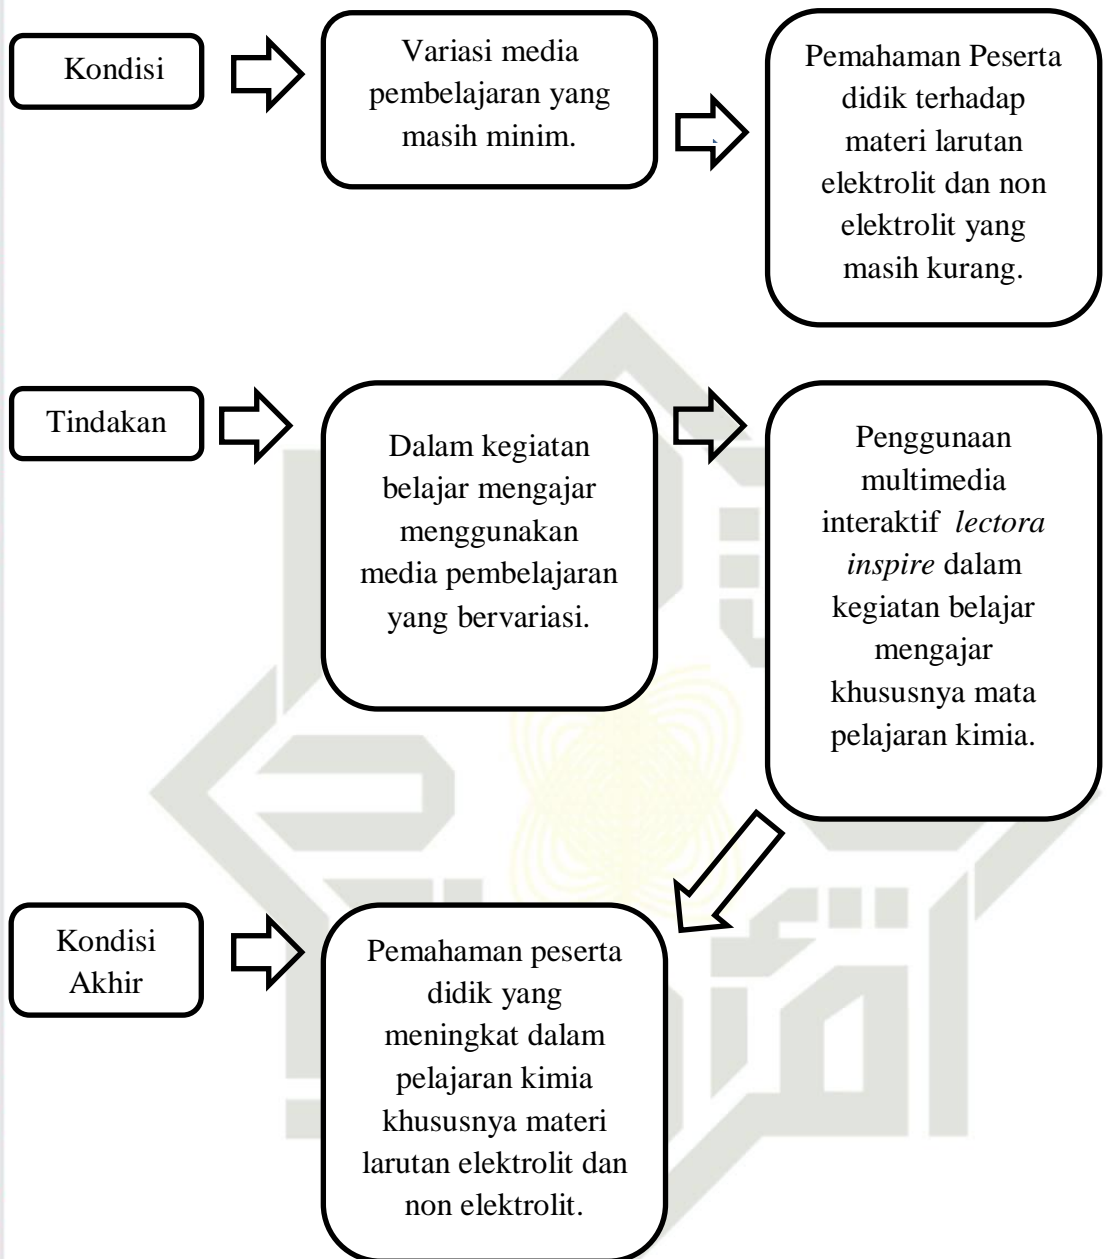 Kondisi
Variasi media
pembelajaran yang
masih minim.
Pemahaman Peserta
didik terhadap
materi larutan
elektrolit dan non
elektrolit yang
masih kurang.
Tindakan
Dalam kegiatan
belajar mengajar
menggunakan
media pembelajaran
yang bervariasi.
Penggunaan
multimedia
interaktif lectora
inspire dalam
kegiatan belajar
mengajar
khususnya mata
pelajaran kimia.
Kondisi
Akhir
Pemahaman peserta
didik yang
meningkat dalam
pelajaran kimia
khususnya materi
larutan elektrolit dan
non elektrolit.